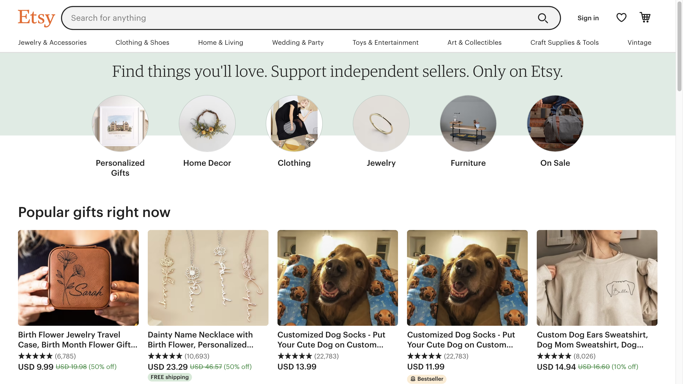 Etsy
Search for anything
Sign in
Jewelry & Accessories
Clothing & Shoes
Home & Living
Wedding & Party
Toys & Entertainment
Art & Collectibles
Craft Supplies & Tools
Vintage
Find things you'll love. Support independent sellers. Only on Etsy.
Personalized
Gifts
Home Decor
Clothing
Jewelry
Furniture
On Sale
Popular gifts right now
Sarah
Birth Flower Jewelry Travel
Case, Birth Month Flower Gift...
(6,785)
USD 9.99 USD 19.98 (50% off)
Dainty Name Necklace with
Birth Flower, Personalized...
(10,693)
USD 23.29 USD 46.57 (50% off)
FREE shipping
Customized Dog Socks - Put
Your Cute Dog on Custom...
(22,783)
USD 13.99
Customized Dog Socks - Put
Your Cute Dog on Custom...
(22,783)
USD 11.99
Bestseller
Custom Dog Ears Sweatshirt,
Dog Mom Sweatshirt, Dog...
(8,026)
USD 14.94 USD 16.60 (10% off)